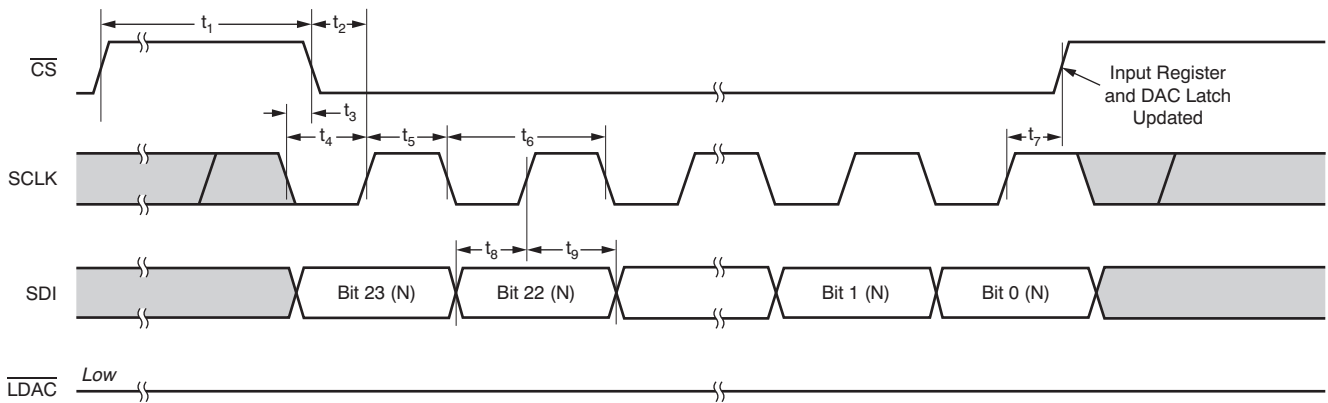 t1
t2
CS
Input Register
and DAC Latch
Updated
t3
t4
t5
t6
t7
SCLK
t8
t9
SDI
Bit 23 (N)
Bit 22 (N)
Bit 1 (N)
Bit 0 (N)
LDAC
Low